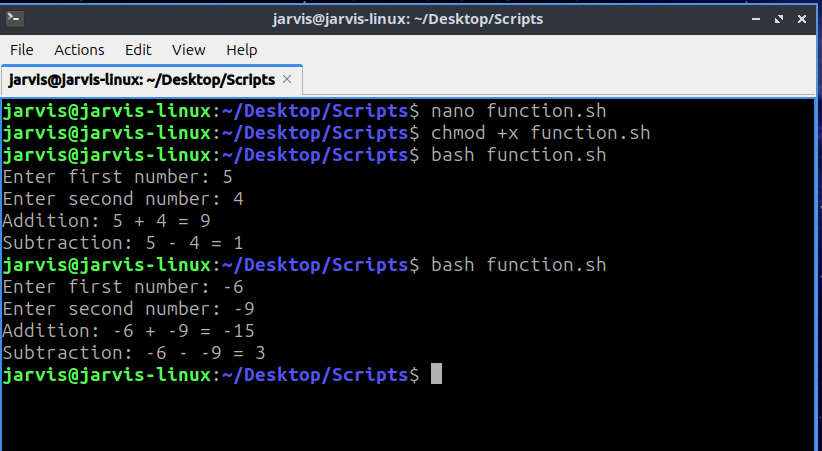 jarvis@jarvis-linux: ~/Desktop/Scripts
File Actions Edit View Help
jarvis@jarvis-linux: ~/Desktop/Scripts ×
jarvis@jarvis-linux:~/Desktop/Scripts$ nano function.sh
jarvis@jarvis-linux:~/Desktop/Scripts$ chmod +x function.sh
jarvis@jarvis-linux:~/Desktop/Scripts$ bash function.sh
Enter first number: 5
Enter second number: 4
Addition: 5 + 4 = 9
Subtraction: 5 - 4 = 1
jarvis@jarvis-linux:~/Desktop/Scripts$ bash function.sh
Enter first number: -6
Enter second number: -9
Addition: -6 + -9 = -15
Subtraction: -6 - -9 = 3
jarvis@jarvis-linux:~/Desktop/Scripts$